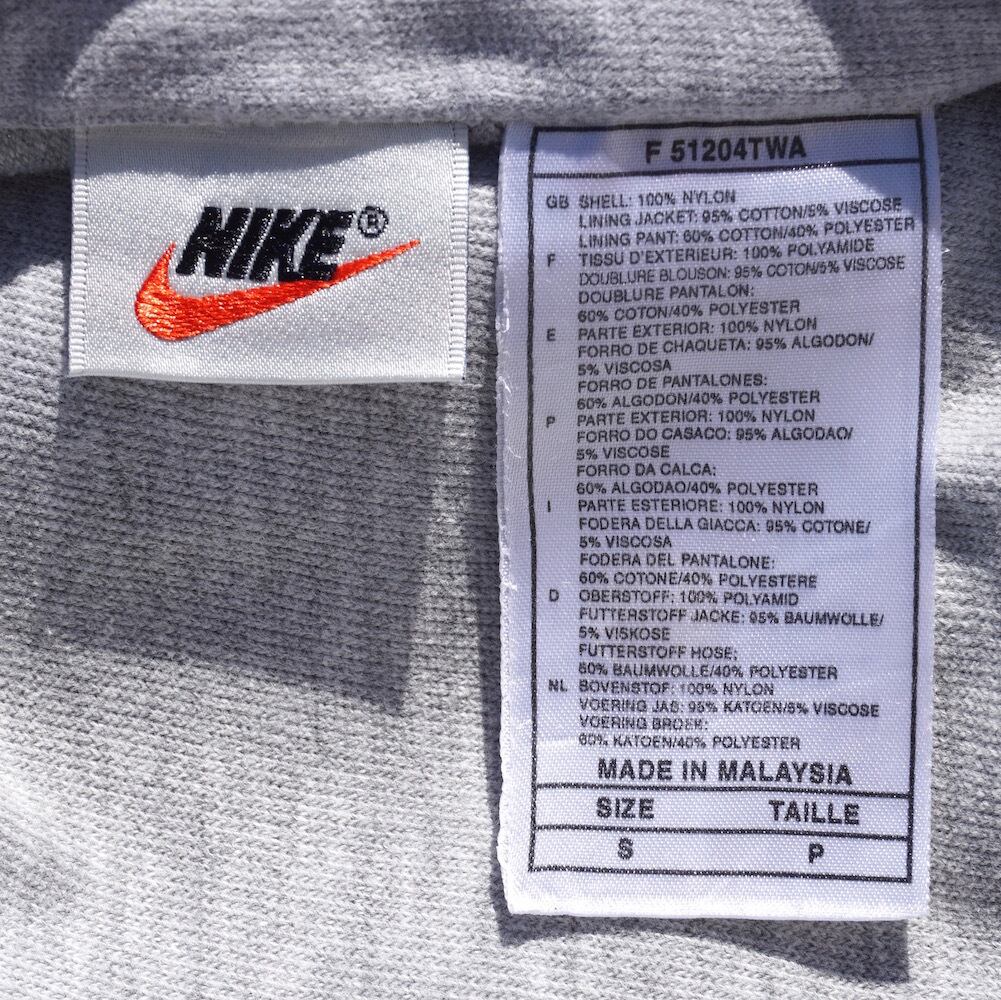 NIKE®
F 51204TWA
GB SHELL: 100% NYLON
LINING JACKET: 95% COTTON/5% VISCOSE
LINING PANT: 60% COTTON/40% POLYESTER
F TISSU D'EXTERIEUR: 100% POLYAMIDE
DOUBLURE BLOUSON: 95% COTON/5% VISCOSE
DOUBLURE PANTALON:
60% COTON/40% POLYESTER
E PARTE EXTERIOR: 100% NYLON
FORRO DE CHAQUETA: 95% ALGODON/
5% VISCOSA
FORRO DE PANTALONES:
60% ALGODON/40% POLYESTER
P PARTE EXTERIOR: 100% NYLON
FORRO DO CASACO: 95% ALGODAO/
5% VISCOSE
FORRO DA CALCA:
60% ALGODAO/40% POLYESTER
I PARTE ESTERIORE: 100% NYLON
FODERA DELLA GIACCA: 95% COTONE/
5% VISCOSA
FODERA DEL PANTALONE:
60% COTONE/40% POLYESTERE
D OBERSTOFF: 100% POLYAMID
FUTTERSTOFF JACKE: 95% BAUMWOLLE/
5% VISKOSE
FUTTERSTOFF HOSE:
60% BAUMWOLLE/40% POLYESTER
NL BOVENSTOF: 100% NYLON
VOERING JAS: 95% KATOEN/5% VISCOSE
VOERING BROEK:
60% KATOEN/40% POLYESTER
MADE IN MALAYSIA
SIZE TAILLE
S P